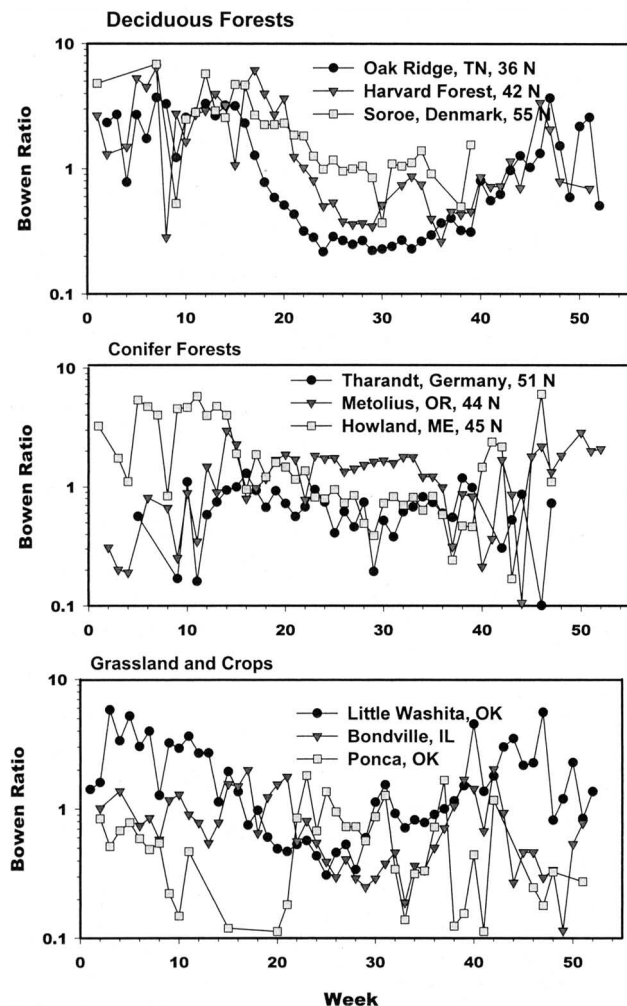 Deciduous Forests
10
1
0.1
Bowen Ratio
Oak Ridge, TN, 36 N
Harvard Forest, 42 N
Soroe, Denmark, 55 N
0 10 20 30 40 50
Week
Conifer Forests
10
1
0.1
Bowen Ratio
Tharandt, Germany, 51 N
Metolius, OR, 44 N
Howland, ME, 45 N
0 10 20 30 40 50
Grassland and Crops
10
1
0.1
Bowen Ratio
Little Washita, OK
Bondville, IL
Ponca, OK
0 10 20 30 40 50
Week